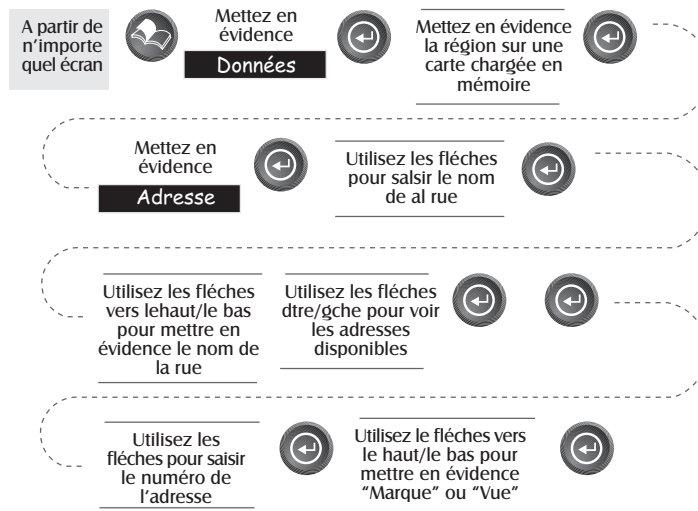 A partir de
n'importe
quel écran
Mettez en
évidence
Données
Mettez en évidence
la région sur une
carte chargée en
mémoire
Mettez en
évidence
Adresse
Utilisez les fléches
pour salsir le nom
de al rue
Utilisez les fléches
vers lehaut/le bas
pour mettre en
évidence le nom de
la rue
Utilisez les fléches
dtre/gche pour voir
les adresses
disponibles
Utilisez les
fléches pour saisir
le numéro de
l'adresse
Utilisez le fléches vers
le haut/le bas pour
mettre en évidence
"Marque" ou "Vue"